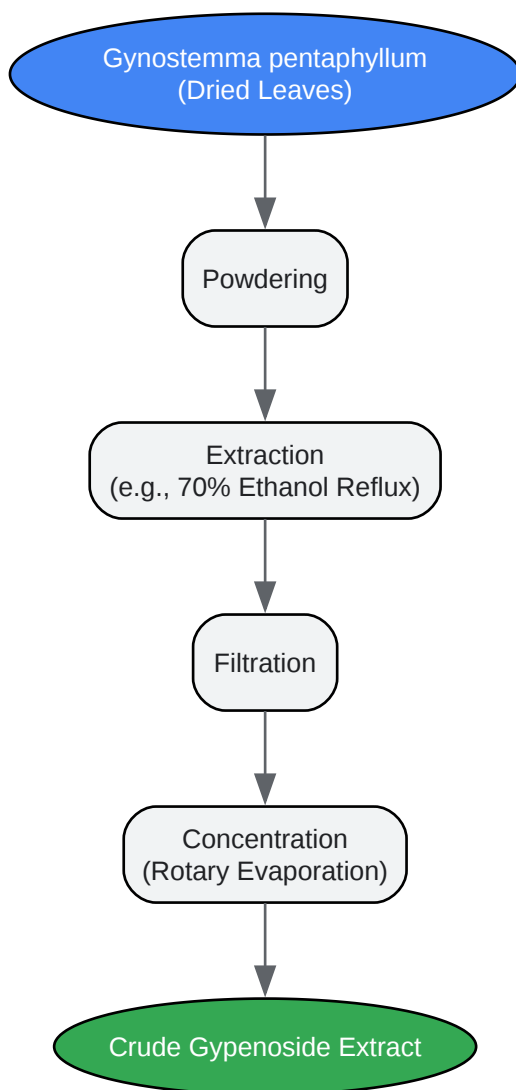 Gynostemma pentaphyllum
(Dried Leaves)
Powdering
Extraction
(e.g., 70% Ethanol Reflux)
Filtration
Concentration
(Rotary Evaporation)
Crude Gypenoside Extract